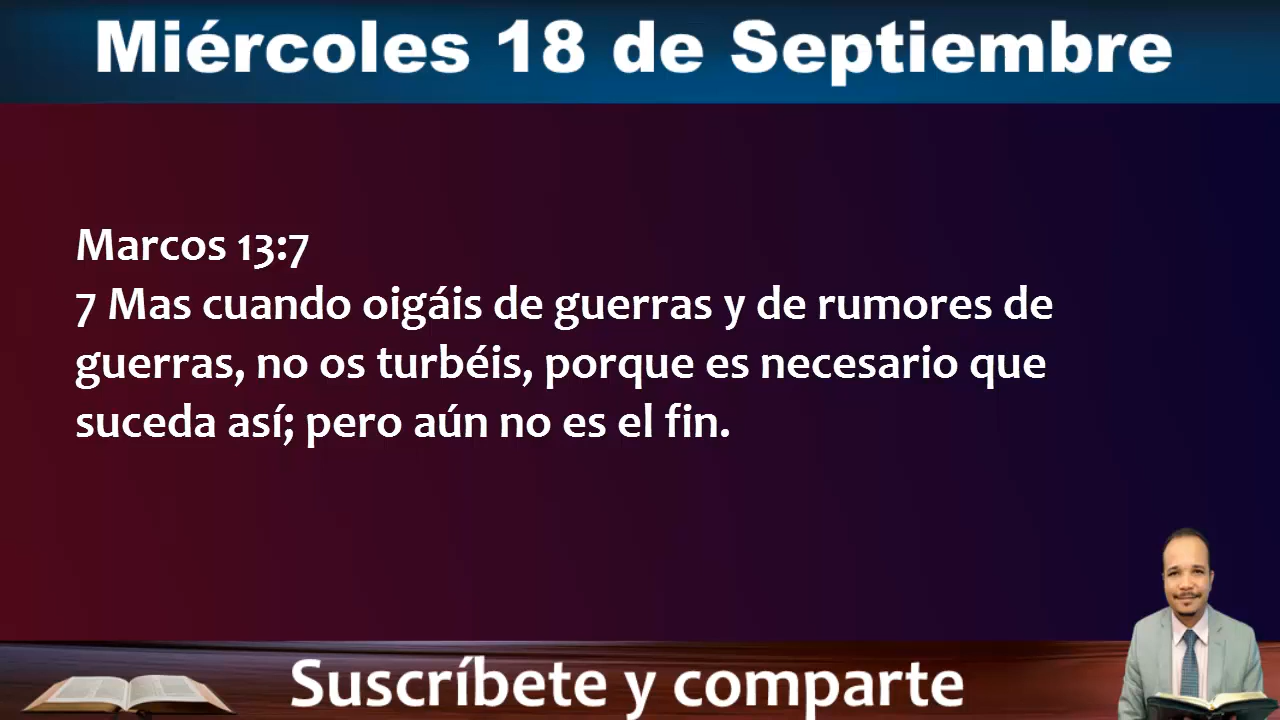 Miércoles 18 de Septiembre
Marcos 13:7
7 Mas cuando oigáis de guerras y de rumores de
guerras, no os turbéis, porque es necesario que
suceda así; pero aún no es el fin.
Suscríbete y comparte